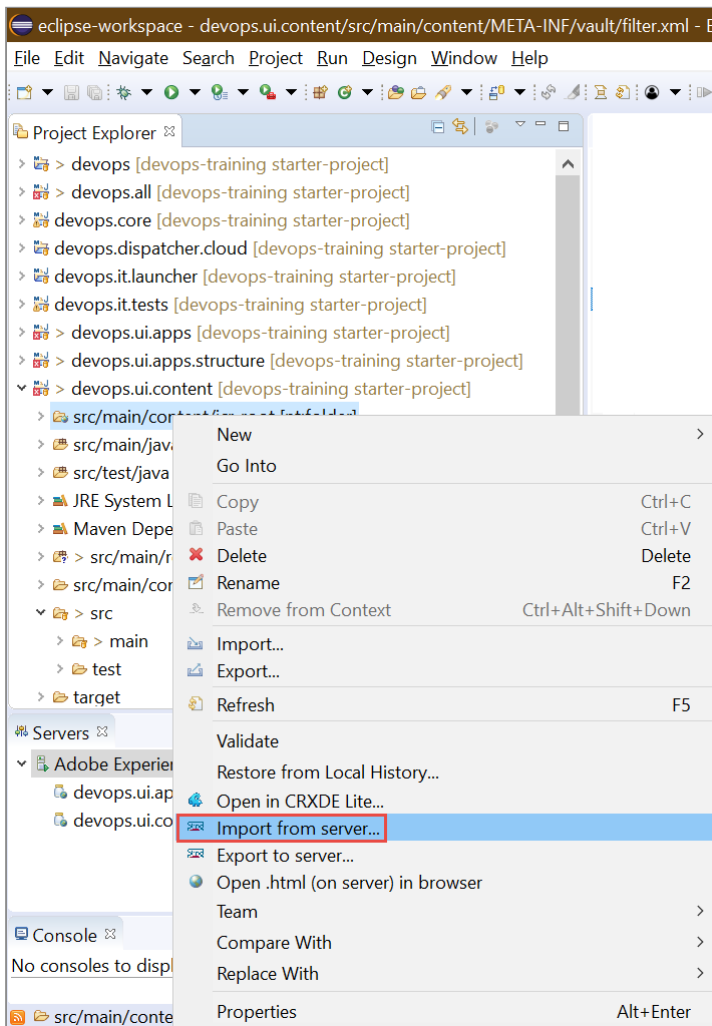 eclipse-workspace - devops.ui.content/src/main/content/META-INF/vault/filter.xml - E
File Edit Navigate Search Project Run Design Window Help
Project Explorer
> devops [devops-training starter-project]
> devops.all [devops-training starter-project]
devops.core [devops-training starter-project]
devops.dispatcher.cloud [devops-training starter-project]
devops.it.launcher [devops-training starter-project]
devops.it.tests [devops-training starter-project]
> devops.ui.apps [devops-training starter-project]
> devops.ui.apps.structure [devops-training starter-project]
> devops.ui.content [devops-training starter-project]
src/main/content/jcr_root [nt:folder]
src/main/java
src/test/java
JRE System L
Maven Depe
> src/main/r
src/main/cor
> src
> main
test
target
New
Go Into
Copy Ctrl+C
Paste Ctrl+V
Delete Delete
Rename F2
Remove from Context Ctrl+Alt+Shift+Down
Import...
Export...
Refresh F5
Validate
Restore from Local History...
Open in CRXDE Lite...
Import from server...
Export to server...
Open .html (on server) in browser
Team
Compare With
Replace With
Properties Alt+Enter
Servers
Adobe Experien
devops.ui.ap
devops.ui.co
Console
No consoles to displ
src/main/conte